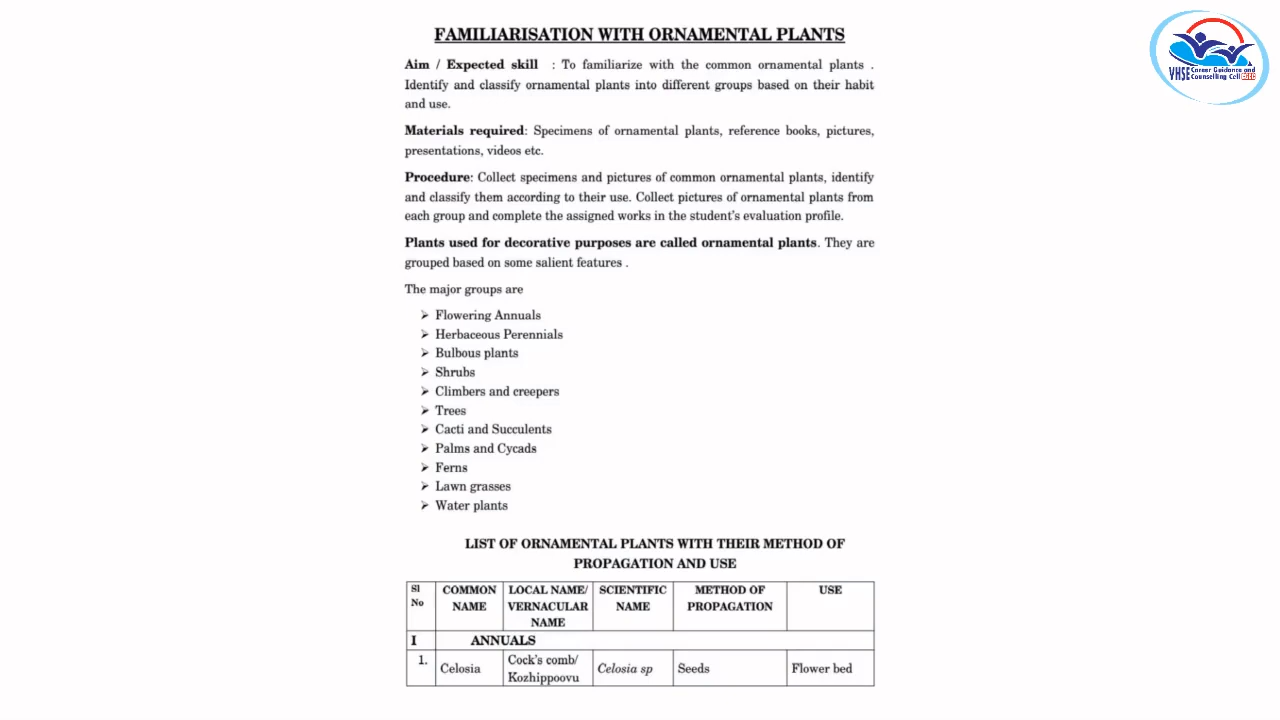 FAMILIARISATION WITH ORNAMENTAL PLANTS
Aim / Expected skill : To familiarize with the common ornamental plants .
Identify and classify ornamental plants into different groups based on their habit
and use.
Materials required: Specimens of ornamental plants, reference books, pictures,
presentations, videos etc.
Procedure: Collect specimens and pictures of common ornamental plants, identify
and classify them according to their use. Collect pictures of ornamental plants from
each group and complete the assigned works in the student's evaluation profile.
Plants used for decorative purposes are called ornamental plants. They are
grouped based on some salient features .
The major groups are
➢ Flowering Annuals
➢ Herbaceous Perennials
➢ Bulbous plants
➢ Shrubs
➢ Climbers and creepers
➢ Trees
➢ Cacti and Succulents
➢ Palms and Cycads
➢ Ferns
➢ Lawn grasses
➢ Water plants
LIST OF ORNAMENTAL PLANTS WITH THEIR METHOD OF
PROPAGATION AND USE
Sl No COMMON NAME LOCAL NAME/ VERNACULAR NAME SCIENTIFIC NAME METHOD OF PROPAGATION USE
I ANNUALS
1. Celosia Cock's comb/ Kozhippoovu Celosia sp Seeds Flower bed
VHSE Career Guidance and
Counselling Cell CGCC